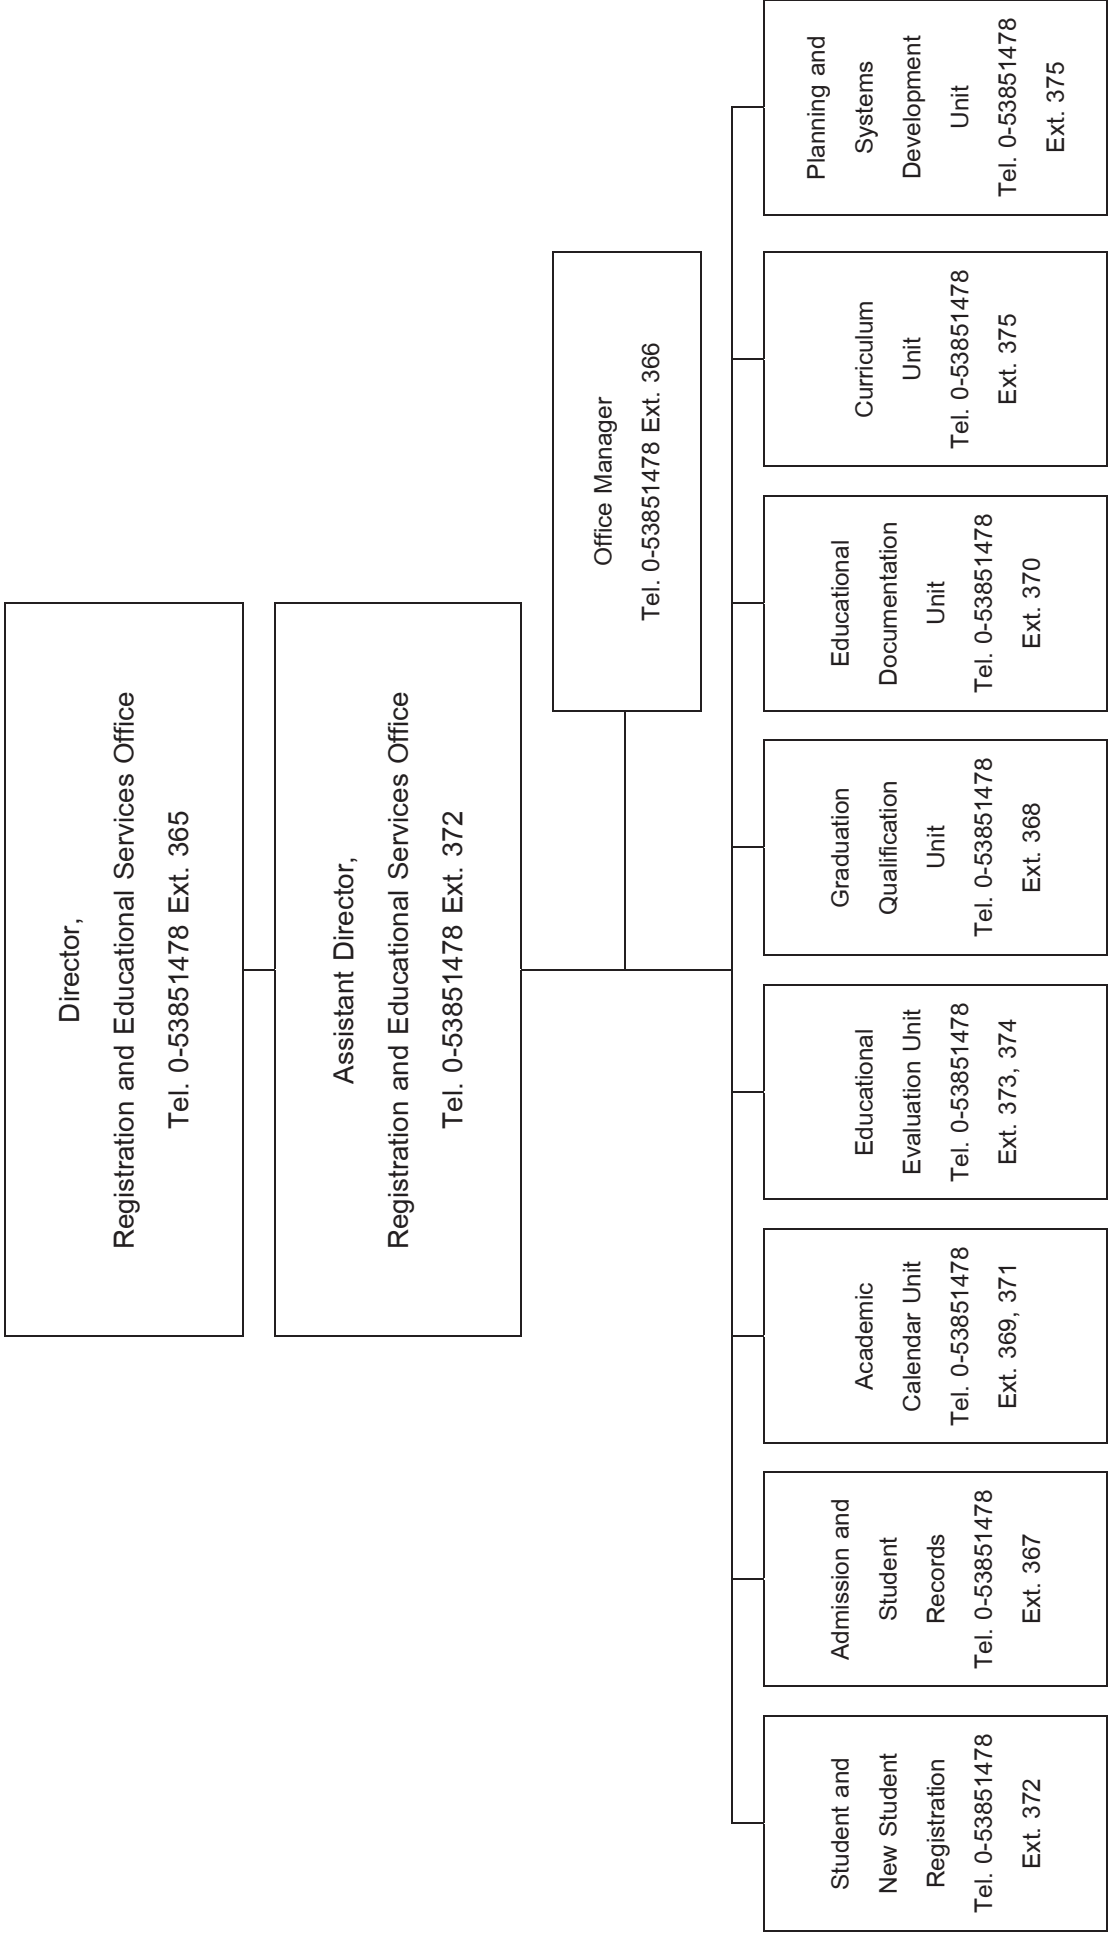 Director,
Registration and Educational Services Office
Tel. 0-53851478 Ext. 365
Assistant Director,
Registration and Educational Services Office
Tel. 0-53851478 Ext. 372
Office Manager
Tel. 0-53851478 Ext. 366
Student and
New Student
Registration
Tel. 0-53851478
Ext. 372
Admission and
Student
Records
Tel. 0-53851478
Ext. 367
Academic
Calendar Unit
Tel. 0-53851478
Ext. 369, 371
Educational
Evaluation Unit
Tel. 0-53851478
Ext. 373, 374
Graduation
Qualification
Unit
Tel. 0-53851478
Ext. 368
Educational
Documentation
Unit
Tel. 0-53851478
Ext. 370
Curriculum
Unit
Tel. 0-53851478
Ext. 375
Planning and
Systems
Development
Unit
Tel. 0-53851478
Ext. 375